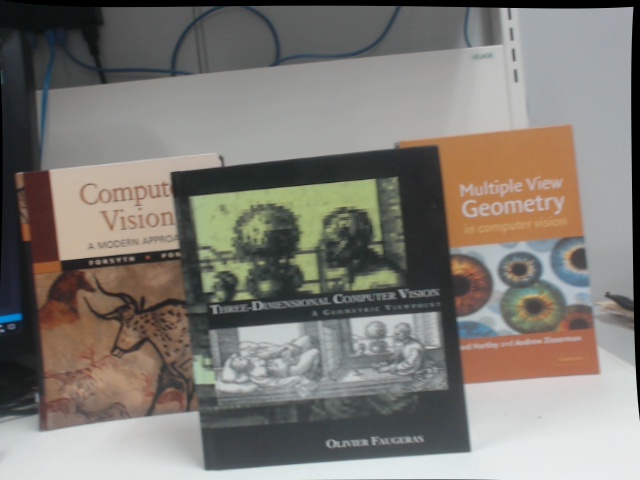 Compute
Vision
A MODERN APPROA
FORSYTH
THREE-DIMENSIONAL COMPUTER VISION
A GEOMETRIC VIEWPOINT
OLIVIER FAUGERAS
Multiple View
Geometry
in computer vision
Hartley and Andrew Zisserman